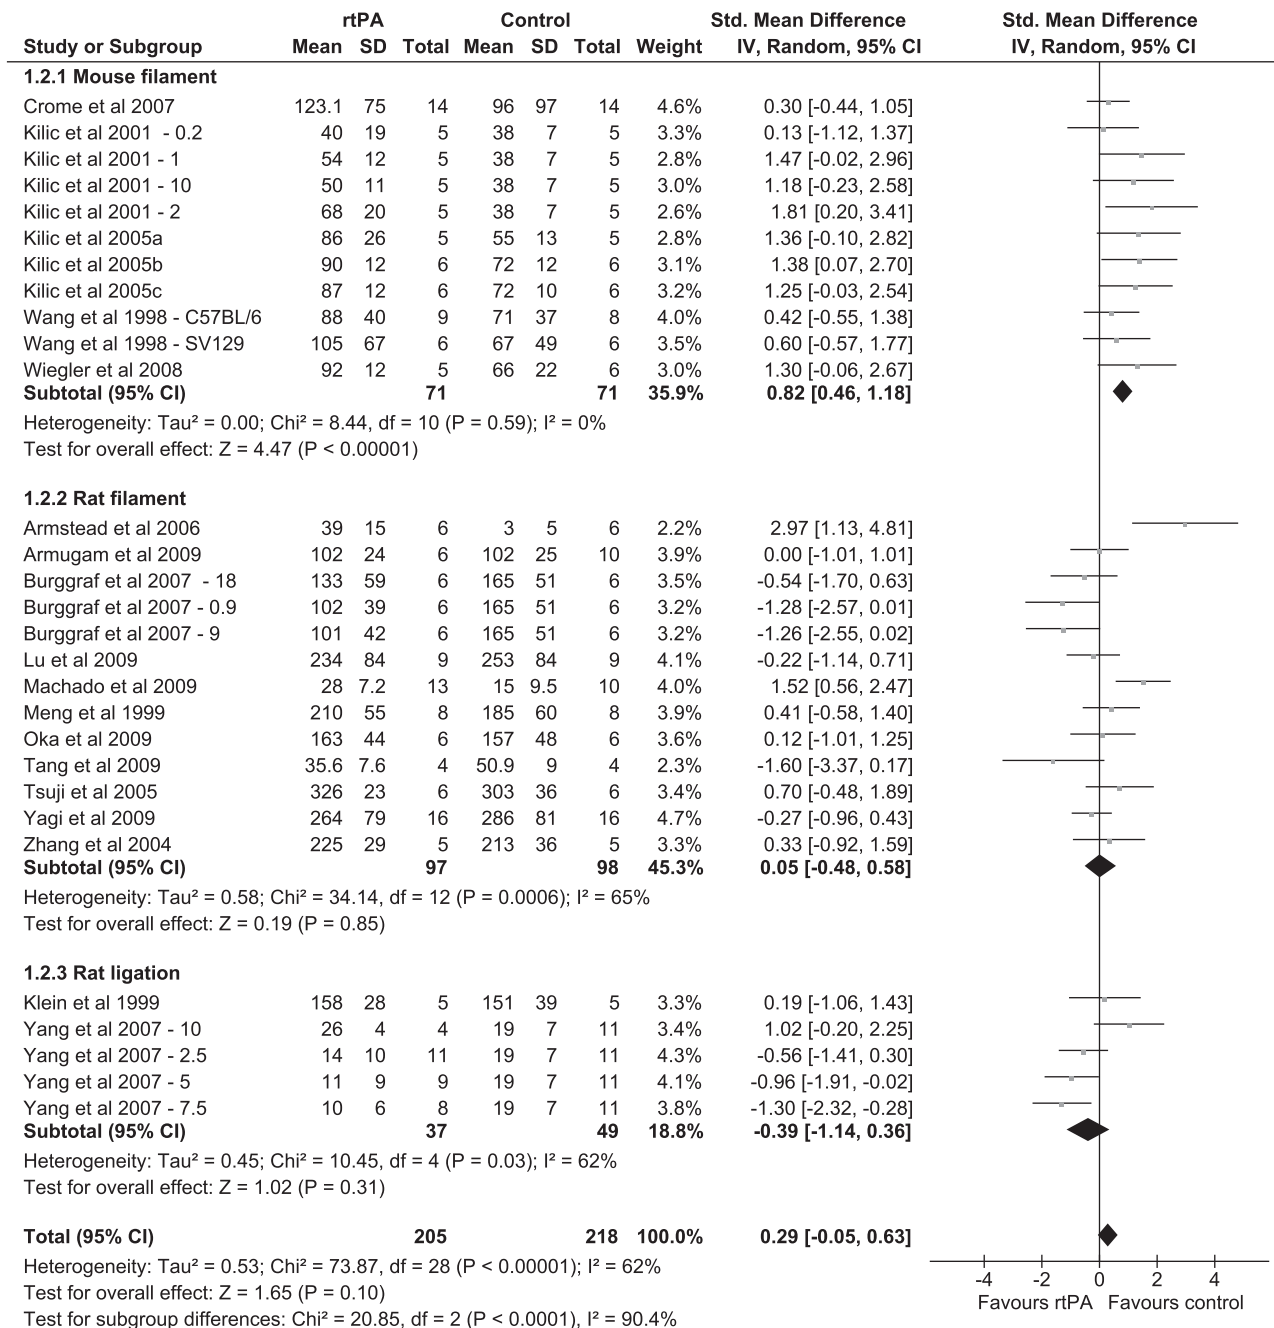 rtPA Control Std. Mean Difference Std. Mean Difference
Study or Subgroup Mean SD Total Mean SD Total Weight IV, Random, 95% CI IV, Random, 95% CI
1.2.1 Mouse filament
Crome et al 2007 123.1 75 14 96 97 14 4.6% 0.30 [-0.44, 1.05]
Kilic et al 2001 - 0.2 40 19 5 38 7 5 3.3% 0.13 [-1.12, 1.37]
Kilic et al 2001 - 1 54 12 5 38 7 5 2.8% 1.47 [-0.02, 2.96]
Kilic et al 2001 - 10 50 11 5 38 7 5 3.0% 1.18 [-0.23, 2.58]
Kilic et al 2001 - 2 68 20 5 38 7 5 2.6% 1.81 [0.20, 3.41]
Kilic et al 2005a 86 26 5 55 13 5 2.8% 1.36 [-0.10, 2.82]
Kilic et al 2005b 90 12 6 72 12 6 3.1% 1.38 [0.07, 2.70]
Kilic et al 2005c 87 12 6 72 10 6 3.2% 1.25 [-0.03, 2.54]
Wang et al 1998 - C57BL/6 88 40 9 71 37 8 4.0% 0.42 [-0.55, 1.38]
Wang et al 1998 - SV129 105 67 6 67 49 6 3.5% 0.60 [-0.57, 1.77]
Wiegler et al 2008 92 12 5 66 22 6 3.0% 1.30 [-0.06, 2.67]
Subtotal (95% CI) 71 71 35.9% 0.82 [0.46, 1.18]
Heterogeneity: Tau² = 0.00; Chi² = 8.44, df = 10 (P = 0.59); I² = 0%
Test for overall effect: Z = 4.47 (P < 0.00001)
1.2.2 Rat filament
Armstead et al 2006 39 15 6 3 5 6 2.2% 2.97 [1.13, 4.81]
Armugam et al 2009 102 24 6 102 25 10 3.9% 0.00 [-1.01, 1.01]
Burggraf et al 2007 - 18 133 59 6 165 51 6 3.5% -0.54 [-1.70, 0.63]
Burggraf et al 2007 - 0.9 102 39 6 165 51 6 3.2% -1.28 [-2.57, 0.01]
Burggraf et al 2007 - 9 101 42 6 165 51 6 3.2% -1.26 [-2.55, 0.02]
Lu et al 2009 234 84 9 253 84 9 4.1% -0.22 [-1.14, 0.71]
Machado et al 2009 28 7.2 13 15 9.5 10 4.0% 1.52 [0.56, 2.47]
Meng et al 1999 210 55 8 185 60 8 3.9% 0.41 [-0.58, 1.40]
Oka et al 2009 163 44 6 157 48 6 3.6% 0.12 [-1.01, 1.25]
Tang et al 2009 35.6 7.6 4 50.9 9 4 2.3% -1.60 [-3.37, 0.17]
Tsuji et al 2005 326 23 6 303 36 6 3.4% 0.70 [-0.48, 1.89]
Yagi et al 2009 264 79 16 286 81 16 4.7% -0.27 [-0.96, 0.43]
Zhang et al 2004 225 29 5 213 36 5 3.3% 0.33 [-0.92, 1.59]
Subtotal (95% CI) 97 98 45.3% 0.05 [-0.48, 0.58]
Heterogeneity: Tau² = 0.58; Chi² = 34.14, df = 12 (P = 0.0006); I² = 65%
Test for overall effect: Z = 0.19 (P = 0.85)
1.2.3 Rat ligation
Klein et al 1999 158 28 5 151 39 5 3.3% 0.19 [-1.06, 1.43]
Yang et al 2007 - 10 26 4 4 19 7 11 3.4% 1.02 [-0.20, 2.25]
Yang et al 2007 - 2.5 14 10 11 19 7 11 4.3% -0.56 [-1.41, 0.30]
Yang et al 2007 - 5 11 9 9 19 7 11 4.1% -0.96 [-1.91, -0.02]
Yang et al 2007 - 7.5 10 6 8 19 7 11 3.8% -1.30 [-2.32, -0.28]
Subtotal (95% CI) 37 49 18.8% -0.39 [-1.14, 0.36]
Heterogeneity: Tau² = 0.45; Chi² = 10.45, df = 4 (P = 0.03); I² = 62%
Test for overall effect: Z = 1.02 (P = 0.31)
Total (95% CI) 205 218 100.0% 0.29 [-0.05, 0.63]
Heterogeneity: Tau² = 0.53; Chi² = 73.87, df = 28 (P < 0.00001); I² = 62%
Test for overall effect: Z = 1.65 (P = 0.10)
Test for subgroup differences: Chi² = 20.85, df = 2 (P < 0.0001), I² = 90.4%
-4 -2 0 2 4
Favours rtPA Favours control